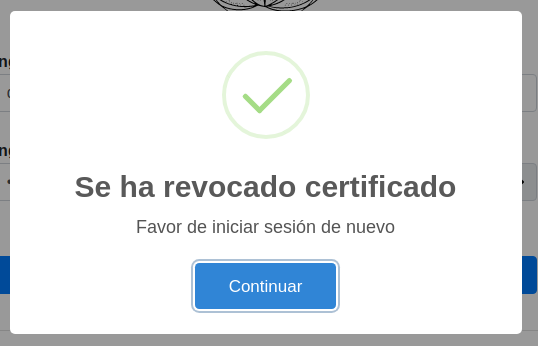 Se ha revocado certificado
Favor de iniciar sesión de nuevo
Continuar